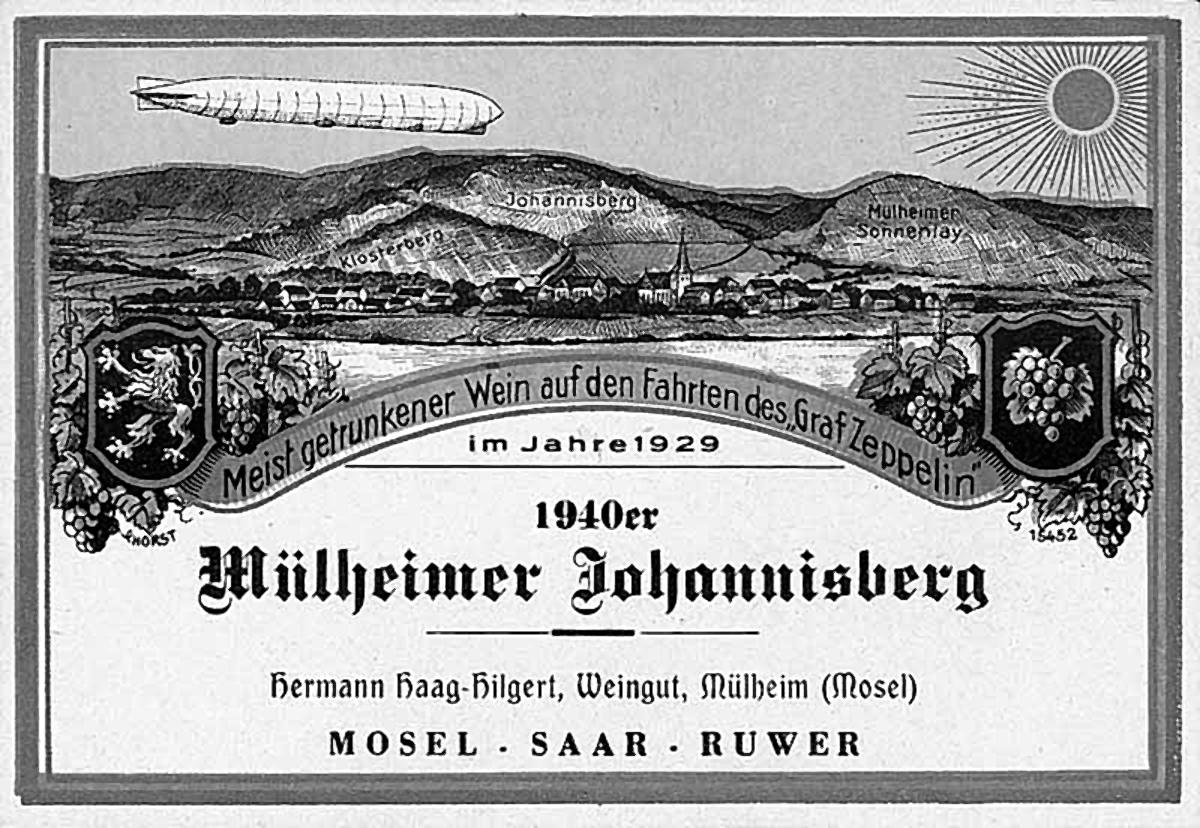 Johannisberg
Mülheimer
Sonnenlay
Klosterberg
Meist getrunkener Wein auf den Fahrten des „Graf Zeppelin"
im Jahre 1929
HORST
15452
1940er
Mülheimer Johannisberg
Hermann Haag-Hilgert, Weingut, Mülheim (Mosel)
MOSEL - SAAR - RUWER